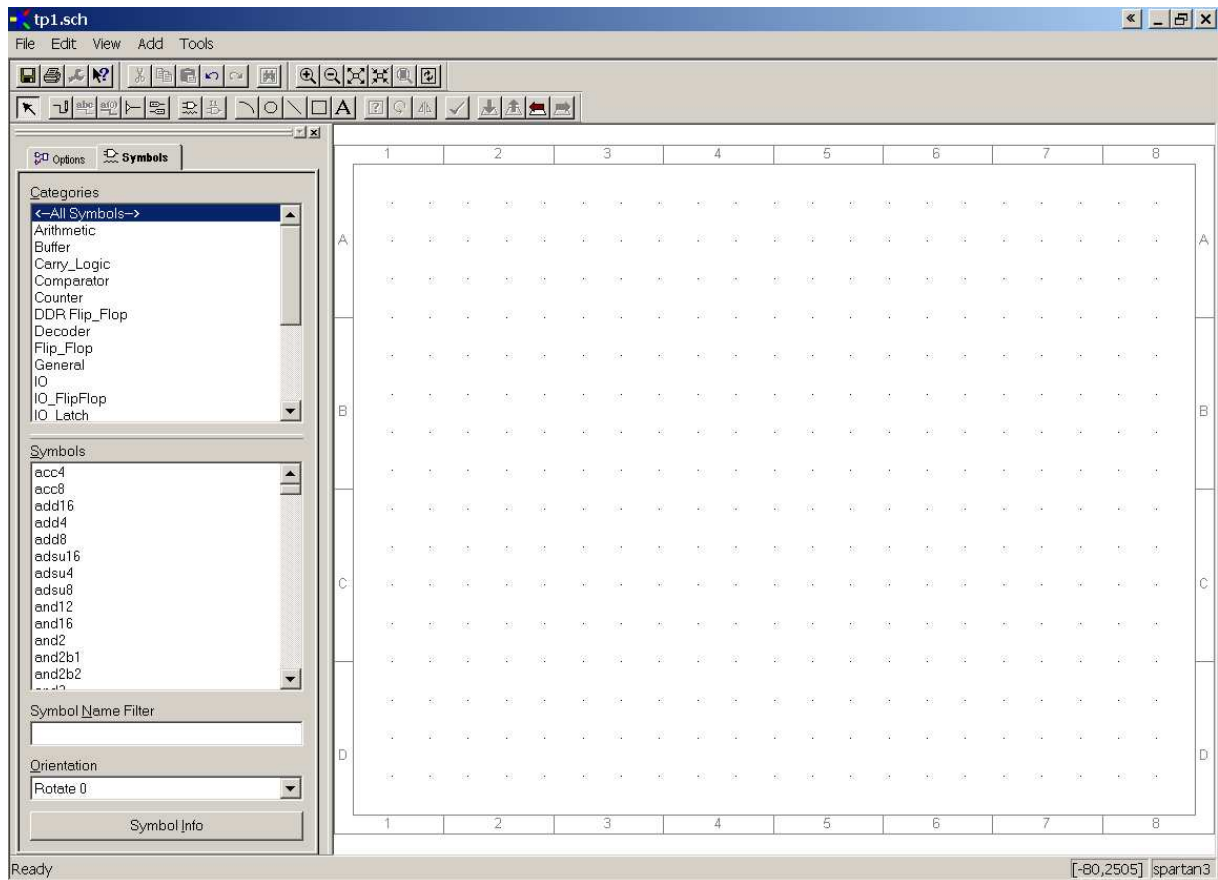 tp1.sch
File Edit View Add Tools
Options Symbols
Categories
<-All Symbols->
Arithmetic
Buffer
Carry_Logic
Comparator
Counter
DDR Flip_Flop
Decoder
Flip_Flop
General
IO
IO_FlipFlop
IO_Latch
Symbols
acc4
acc8
add16
add4
add8
adsu16
adsu4
adsu8
and12
and16
and2
and2b1
and2b2
Symbol Name Filter
Orientation
Rotate 0
Symbol Info
1 2 3 4 5 6 7 8
A A
B B
C C
D D
1 2 3 4 5 6 7 8
Ready [-80,2505] spartan3